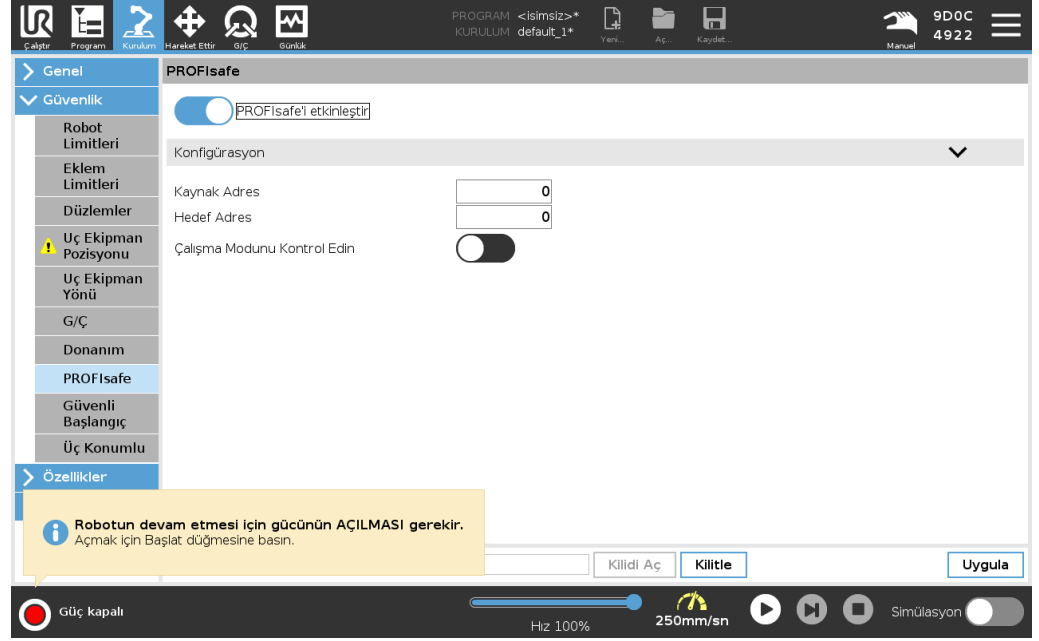 PROGRAM <isimsiz>*
KURULUM default_1*
Çalıştır Program Kurulum Hareket Ettir G/Ç Günlük
Yeni... Aç... Kaydet...
Manuel
9D0C
4922
Genel
Güvenlik
Robot
Limitleri
Eklem
Limitleri
Düzlemler
Uç Ekipman
Pozisyonu
Uç Ekipman
Yönü
G/Ç
Donanım
PROFIsafe
Güvenli
Başlangıç
Üç Konumlu
Özellikler
PROFIsafe
PROFIsafe'i etkinleştir
Konfigürasyon
Kaynak Adres 0
Hedef Adres 0
Çalışma Modunu Kontrol Edin
Robotun devam etmesi için gücünün AÇILMASI gerekir.
Açmak için Başlat düğmesine basın.
Kilidi Aç Kilitle Uygula
Güç kapalı
Hız 100%
250mm/sn
Simülasyon